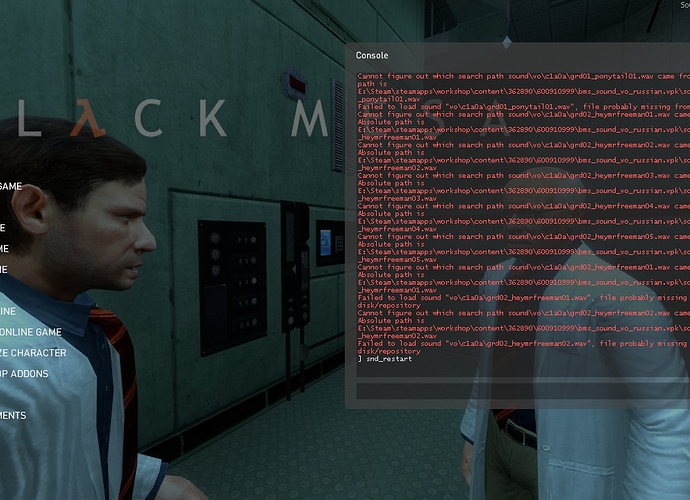 So
LλCK M SA
GAME
E
ME
ME
INE
ONLINE GAME
ZE CHARACTER
OP ADDONS
MENTS
Console
Cannot figure out which search path sound\vo\c1a0a\grd01_ponytail01.wav came fro
path is
E:\Steam\steamapps\workshop\content\362890\600910999\bms_sound_vo_russian.vpk\so
_ponytail01.wav
Failed to load sound "vo\c1a0a\grd01_ponytail01.wav", file probably missing from
Cannot figure out which search path sound\vo\c1a0a\grd02_heymrfreeman01.wav came
Absolute path is
E:\Steam\steamapps\workshop\content\362890\600910999\bms_sound_vo_russian.vpk\so
_heymrfreeman01.wav
Cannot figure out which search path sound\vo\c1a0a\grd02_heymrfreeman02.wav came
Absolute path is
E:\Steam\steamapps\workshop\content\362890\600910999\bms_sound_vo_russian.vpk\so
_heymrfreeman02.wav
Cannot figure out which search path sound\vo\c1a0a\grd02_heymrfreeman03.wav came
Absolute path is
E:\Steam\steamapps\workshop\content\362890\600910999\bms_sound_vo_russian.vpk\so
_heymrfreeman03.wav
Cannot figure out which search path sound\vo\c1a0a\grd02_heymrfreeman04.wav came
Absolute path is
E:\Steam\steamapps\workshop\content\362890\600910999\bms_sound_vo_russian.vpk\so
_heymrfreeman04.wav
Cannot figure out which search path sound\vo\c1a0a\grd02_heymrfreeman05.wav came
Absolute path is
E:\Steam\steamapps\workshop\content\362890\600910999\bms_sound_vo_russian.vpk\so
_heymrfreeman05.wav
Cannot figure out which search path sound\vo\c1a0a\grd02_heymrfreeman01.wav came
Absolute path is
E:\Steam\steamapps\workshop\content\362890\600910999\bms_sound_vo_russian.vpk\so
_heymrfreeman01.wav
Failed to load sound "vo\c1a0a\grd02_heymrfreeman01.wav", file probably missing
disk/repository
Cannot figure out which search path sound\vo\c1a0a\grd02_heymrfreeman02.wav came
Absolute path is
E:\Steam\steamapps\workshop\content\362890\600910999\bms_sound_vo_russian.vpk\so
_heymrfreeman02.wav
Failed to load sound "vo\c1a0a\grd02_heymrfreeman02.wav", file probably missing
disk/repository
] snd_restart